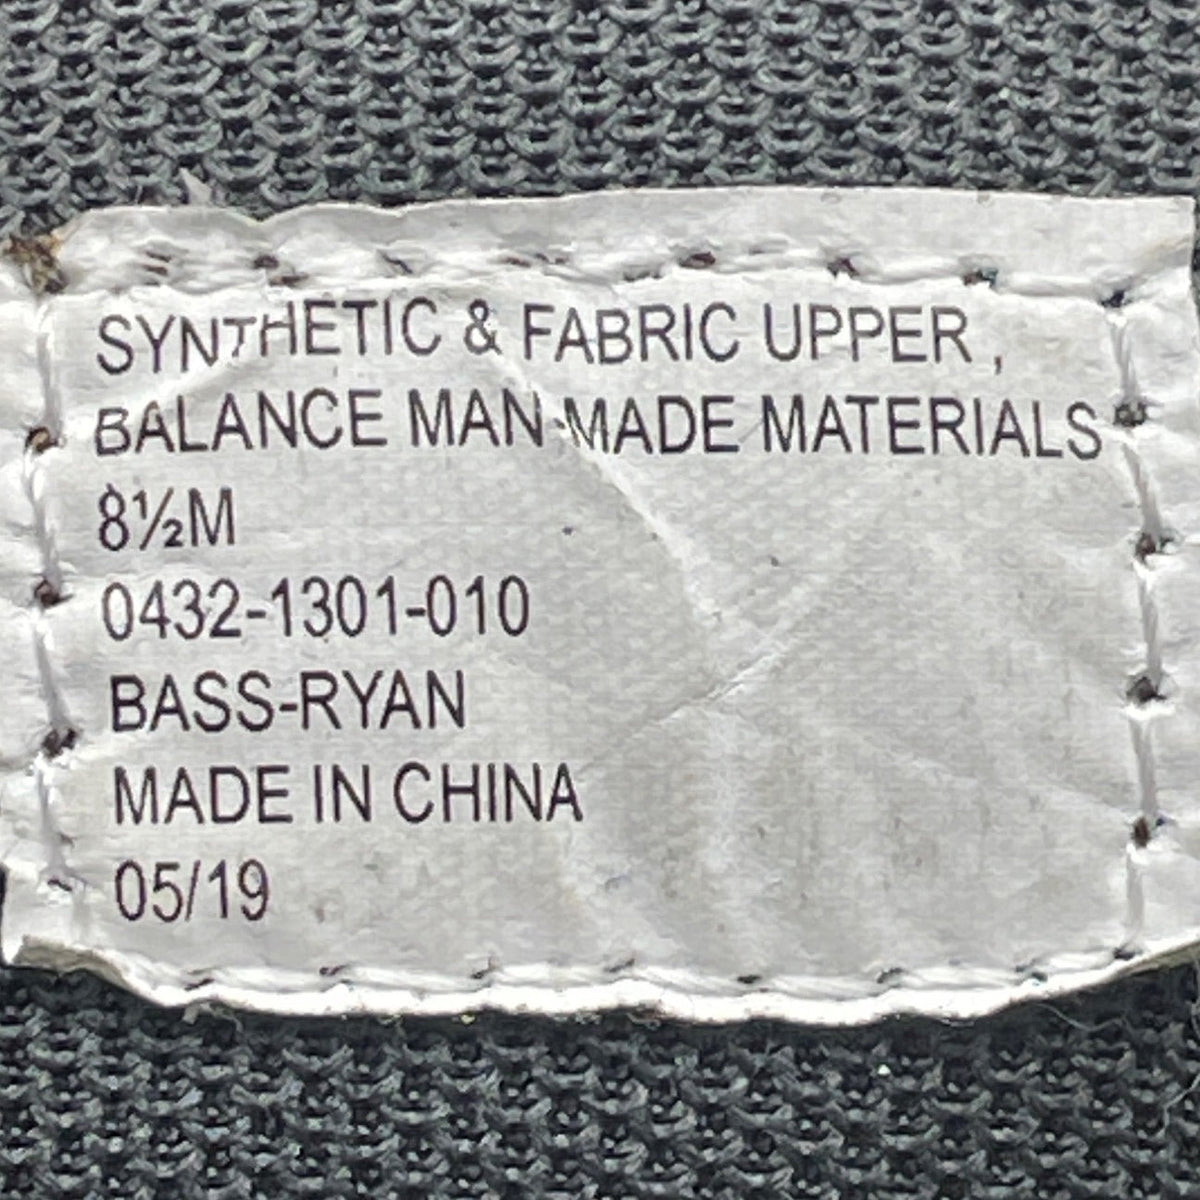 SYNTHETIC & FABRIC UPPER ,
BALANCE MAN-MADE MATERIALS
8½M
0432-1301-010
BASS-RYAN
MADE IN CHINA
05/19